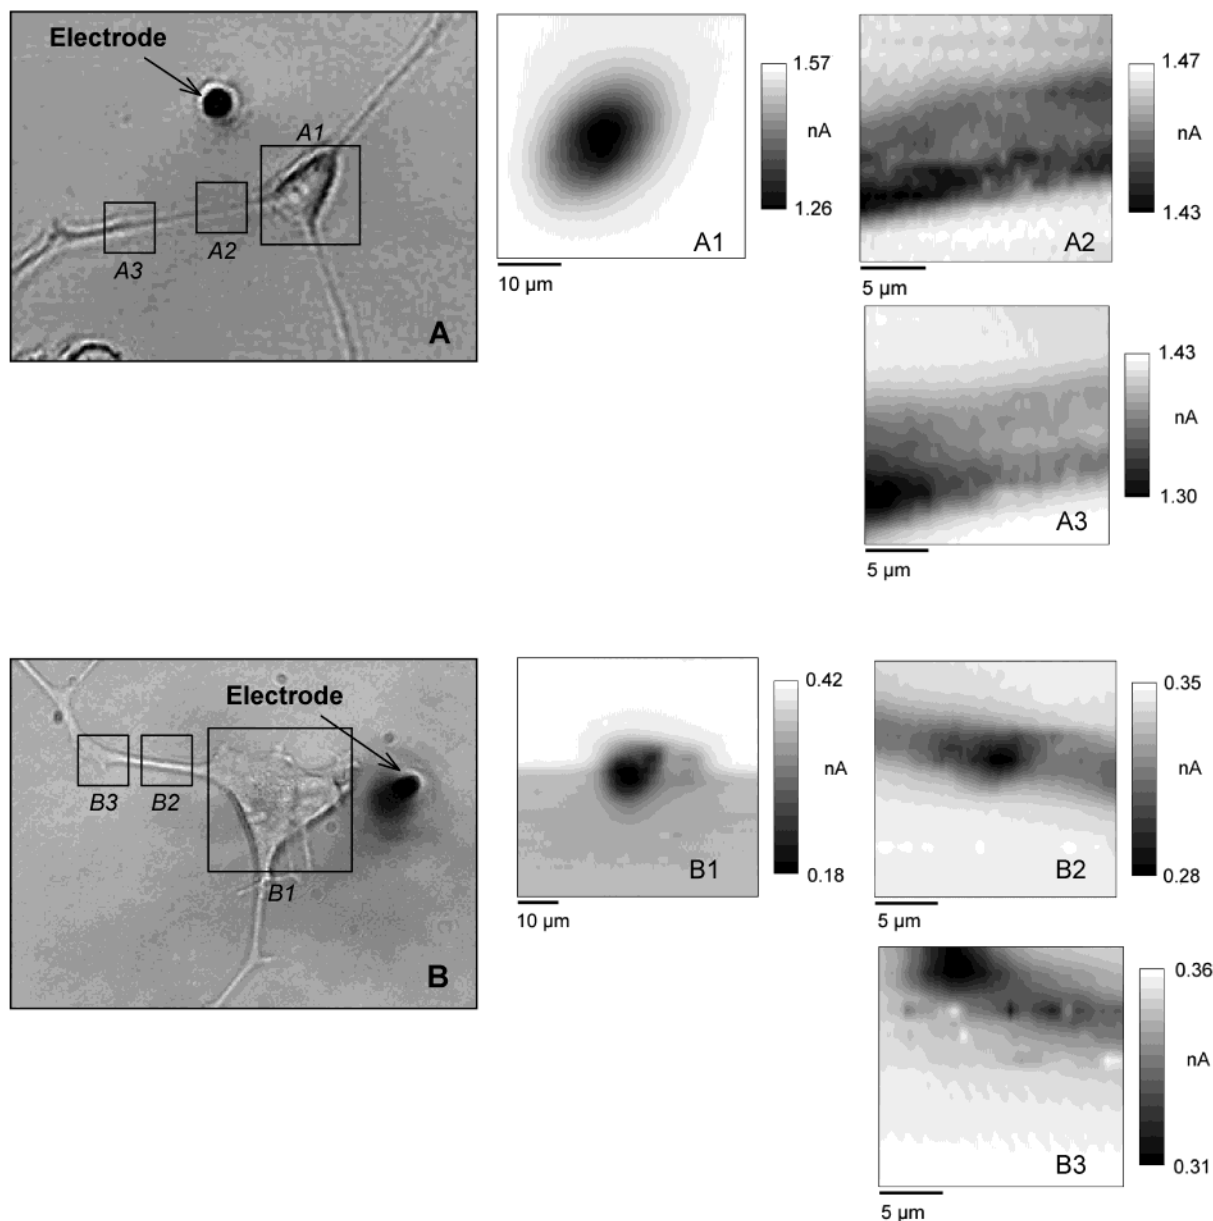 Electrode
A1
A2
A3
A
1.57
nA
1.26
A1
10 µm
1.47
nA
1.43
A2
5 µm
1.43
nA
1.30
A3
5 µm
Electrode
B3
B2
B1
B
0.42
nA
0.18
B1
10 µm
0.35
nA
0.28
B2
5 µm
0.36
nA
0.31
B3
5 µm